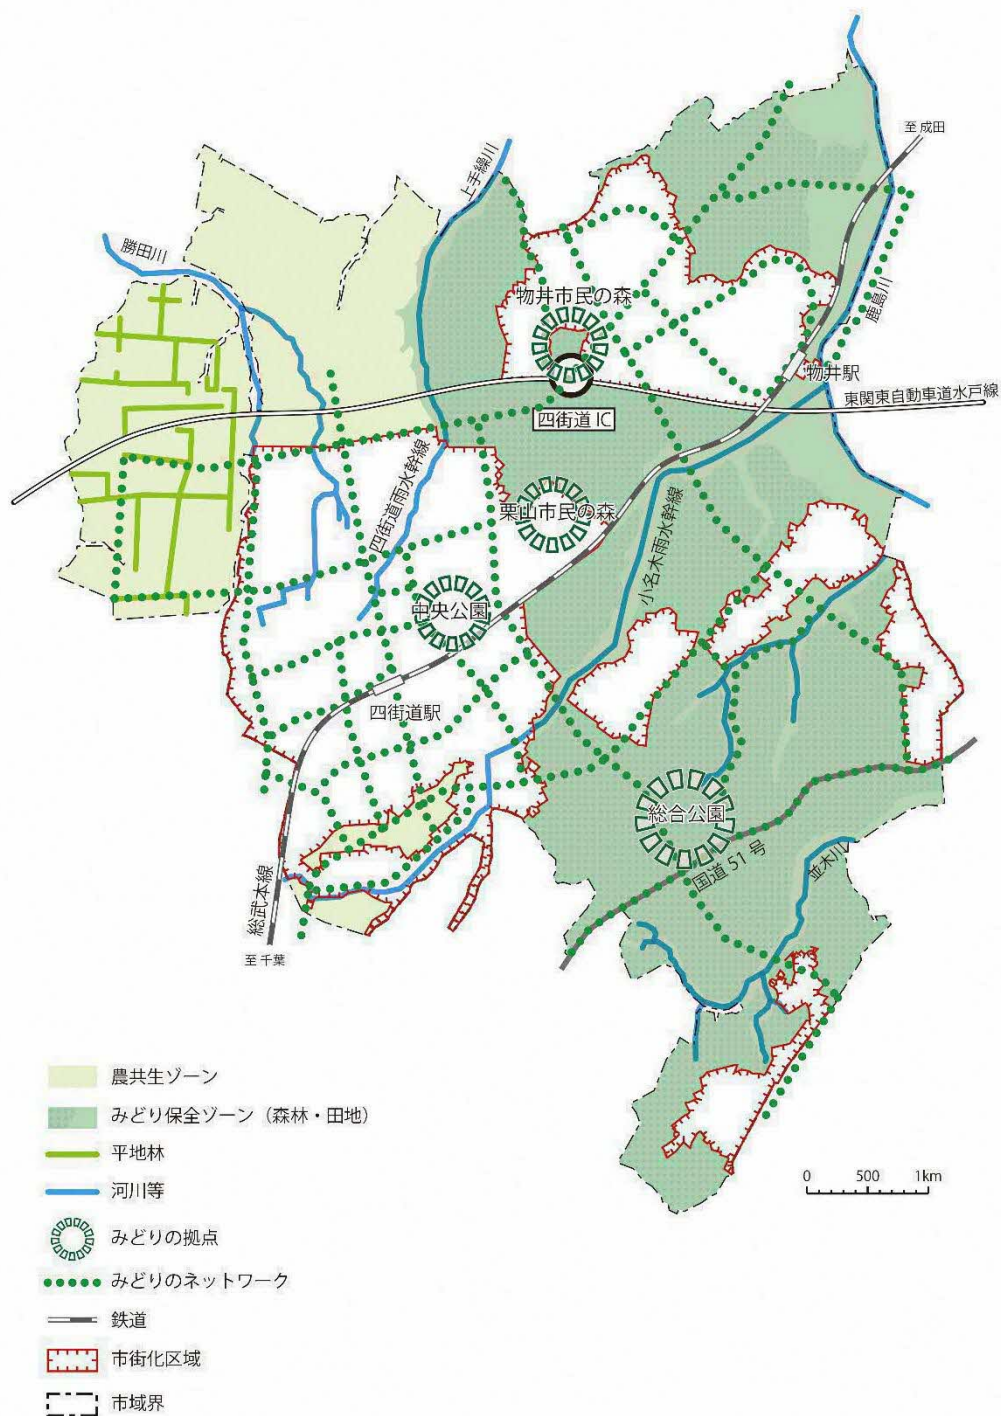 至 成田
上手繰川
勝田川
鹿島川
物井市民の森
物井駅
東関東自動車道水戸線
四街道 IC
四街道雨水幹線
栗山市民の森
小名木雨水幹線
中央公園
四街道駅
総合公園
国道 51 号
並木川
総武本線
至 千葉
農共生ゾーン
みどり保全ゾーン（森林・田地）
平地林
河川等
みどりの拠点
みどりのネットワーク
鉄道
市街化区域
市域界
0 500 1km